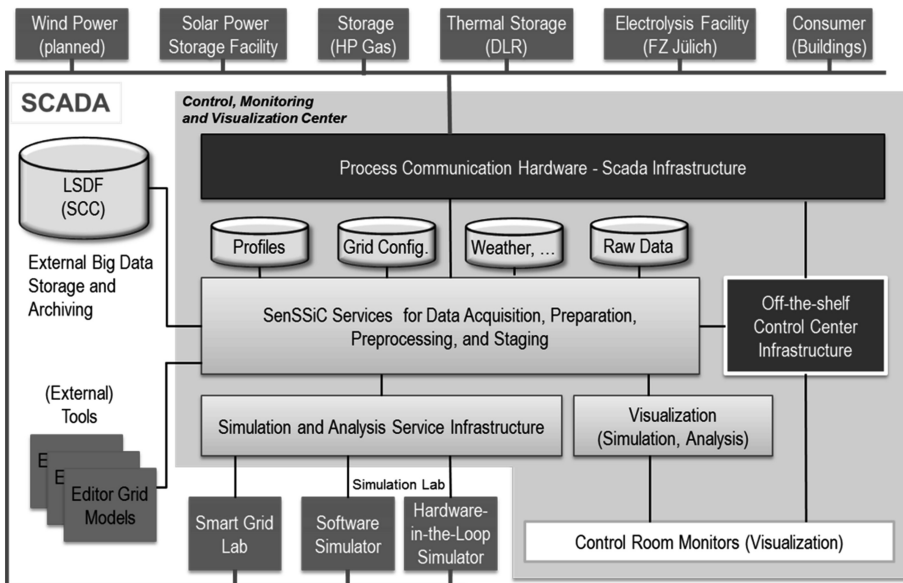 Wind Power
(planned)
Solar Power
Storage Facility
Storage
(HP Gas)
Thermal Storage
(DLR)
Electrolysis Facility
(FZ Jülich)
Consumer
(Buildings)
SCADA
Control, Monitoring
and Visualization Center
Process Communication Hardware - Scada Infrastructure
LSDF
(SCC)
External Big Data
Storage and
Archiving
Profiles
Grid Config.
Weather, ...
Raw Data
SenSSiC Services for Data Acquisition, Preparation,
Preprocessing, and Staging
Off-the-shelf
Control Center
Infrastructure
(External)
Tools
E
E
Editor Grid
Models
Simulation and Analysis Service Infrastructure
Visualization
(Simulation, Analysis)
Simulation Lab
Smart Grid
Lab
Software
Simulator
Hardware-
in-the-Loop
Simulator
Control Room Monitors (Visualization)